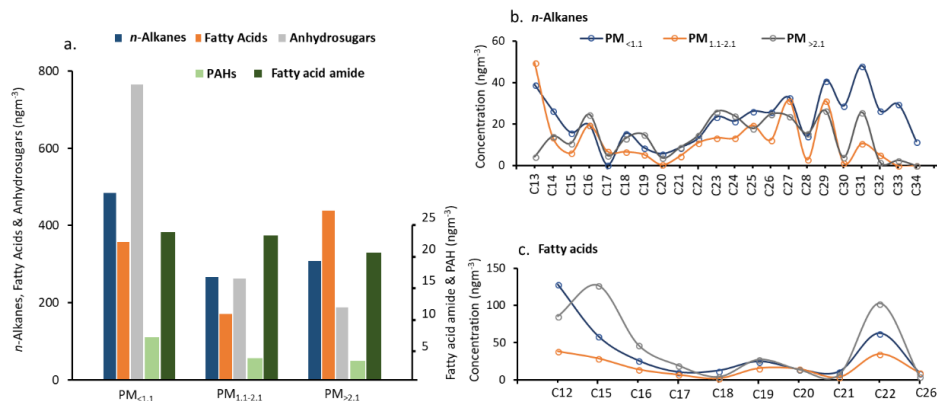 a.
n-Alkanes Fatty Acids Anhydrosugars
PAHs Fatty acid amide
n-Alkanes, Fatty Acids & Anhydrosugars (ngm⁻³)
800
600
400
200
0
25
20
15
10
5
Fatty acid amide & PAH (ngm⁻³)
PM<1.1 PM1.1-2.1 PM>2.1
b. n-Alkanes
PM<1.1 PM1.1-2.1 PM>2.1
Concentration (ngm⁻³)
60
40
20
0
C13 C14 C15 C16 C17 C18 C19 C20 C21 C22 C23 C24 C25 C26 C27 C28 C29 C30 C31 C32 C33 C34
c. Fatty acids
Concentration (ngm⁻³)
150
100
50
0
C12 C15 C16 C17 C18 C19 C20 C21 C22 C26